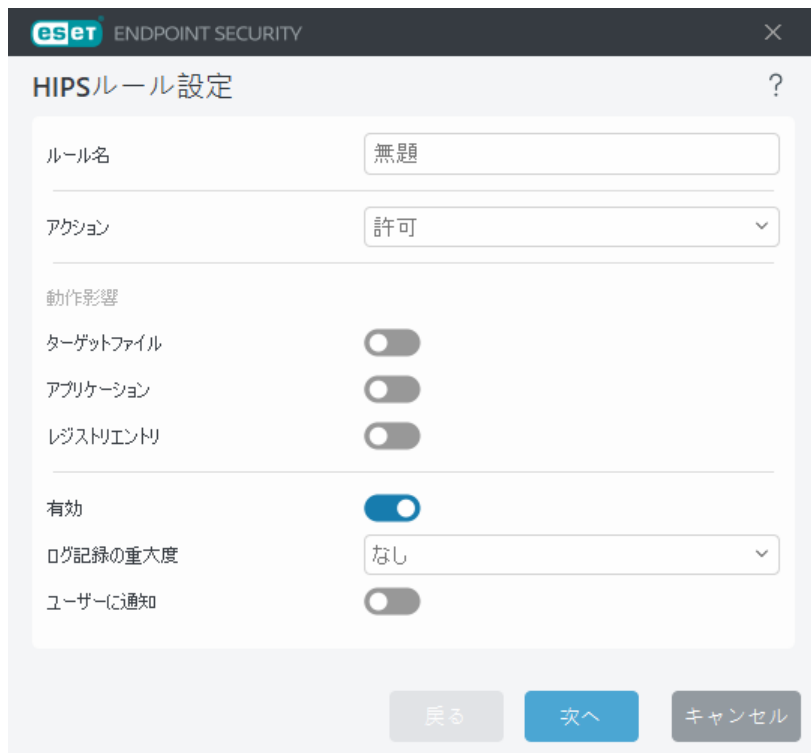 eset ENDPOINT SECURITY
HIPSルール設定 ?
ルール名 無題
アクション 許可
動作影響
ターゲットファイル
アプリケーション
レジストリエントリ
有効
ログ記録の重大度 なし
ユーザーに通知
戻る 次へ キャンセル